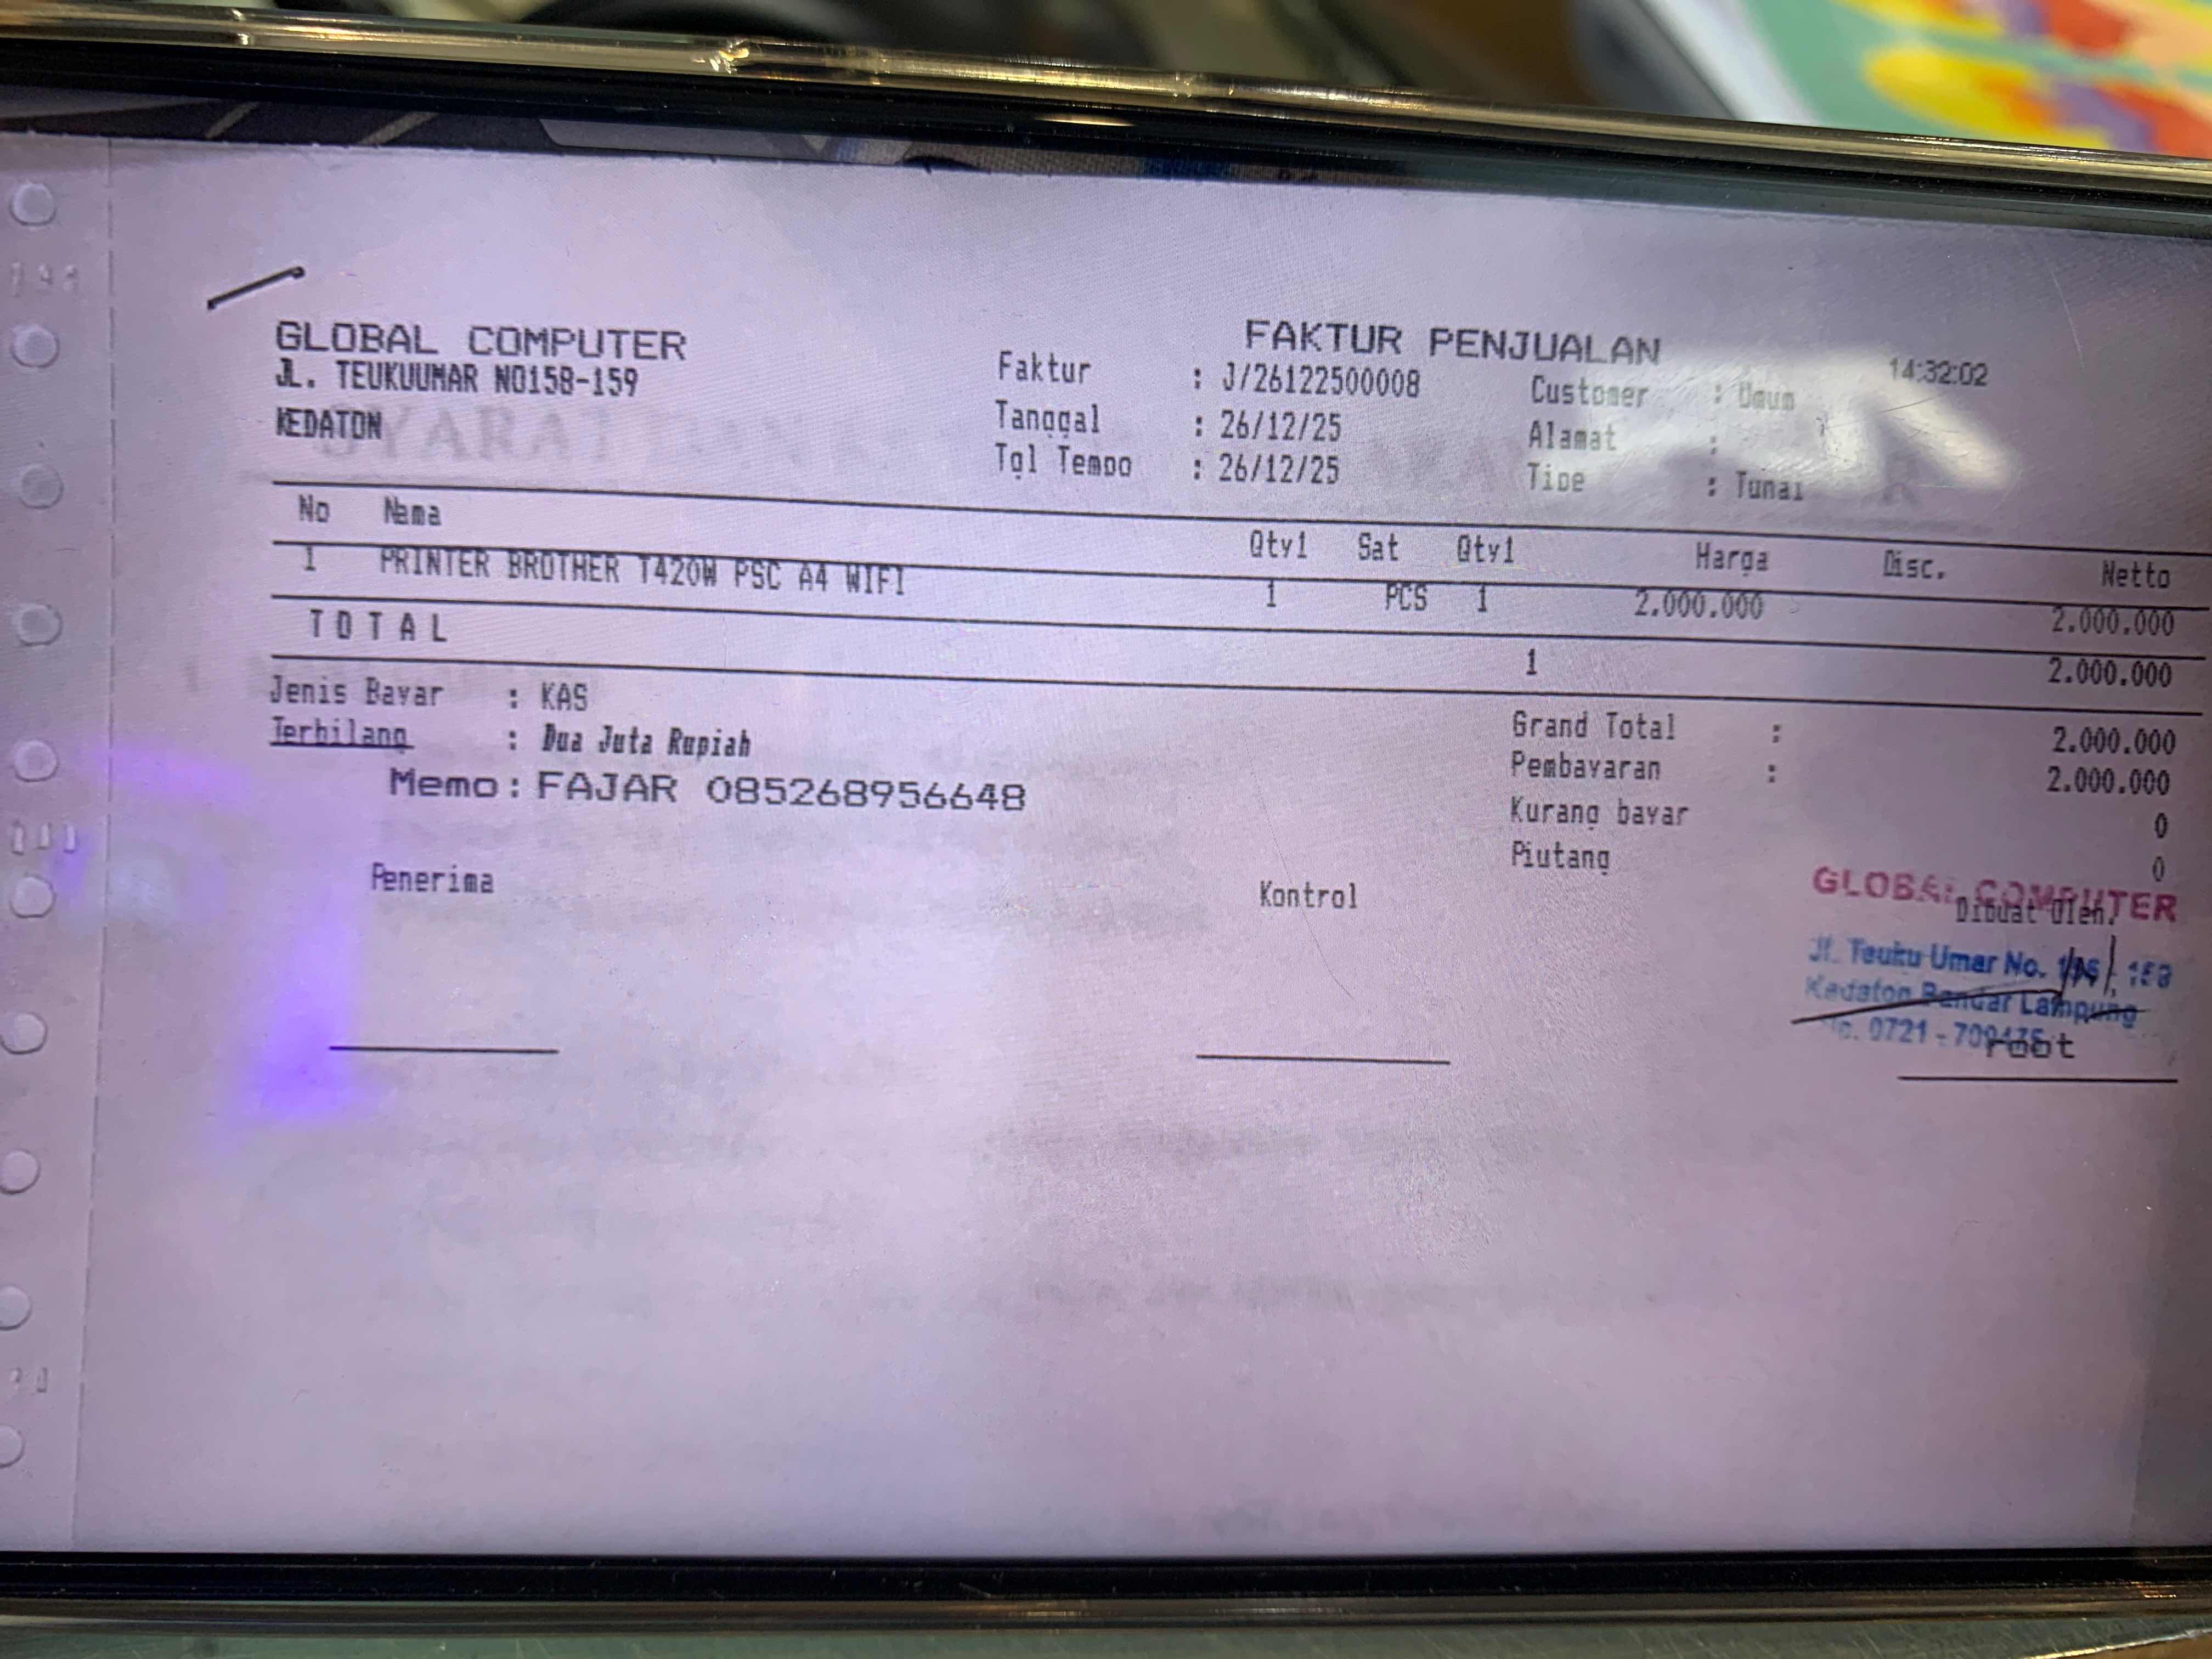 GLOBAL COMPUTER
JL. TEUKUUMAR NO158-159
KEDATON
FAKTUR PENJUALAN
14:32:02
Faktur : J/26122500008
Tanggal : 26/12/25
Tgl Tempo : 26/12/25
Customer : Umum
Alamat :
Tipe : Tunai
No Nama Qty1 Sat Qty1 Harga Disc. Netto
1 PRINTER BROTHER T420W PSC A4 WIFI 1 PCS 1 2.000.000 2.000.000
TOTAL 1 2.000.000
Jenis Bayar : KAS
Terbilang : Dua Juta Rupiah
Memo : FAJAR 085268956648
Grand Total : 2.000.000
Pembayaran : 2.000.000
Kurang bayar 0
Piutang 0
Penerima
Kontrol
GLOBAL COMPUTER
Dibuat Oleh,
Jl. Teuku Umar No.
Kedaton Bandar Lampung
0721 -
root